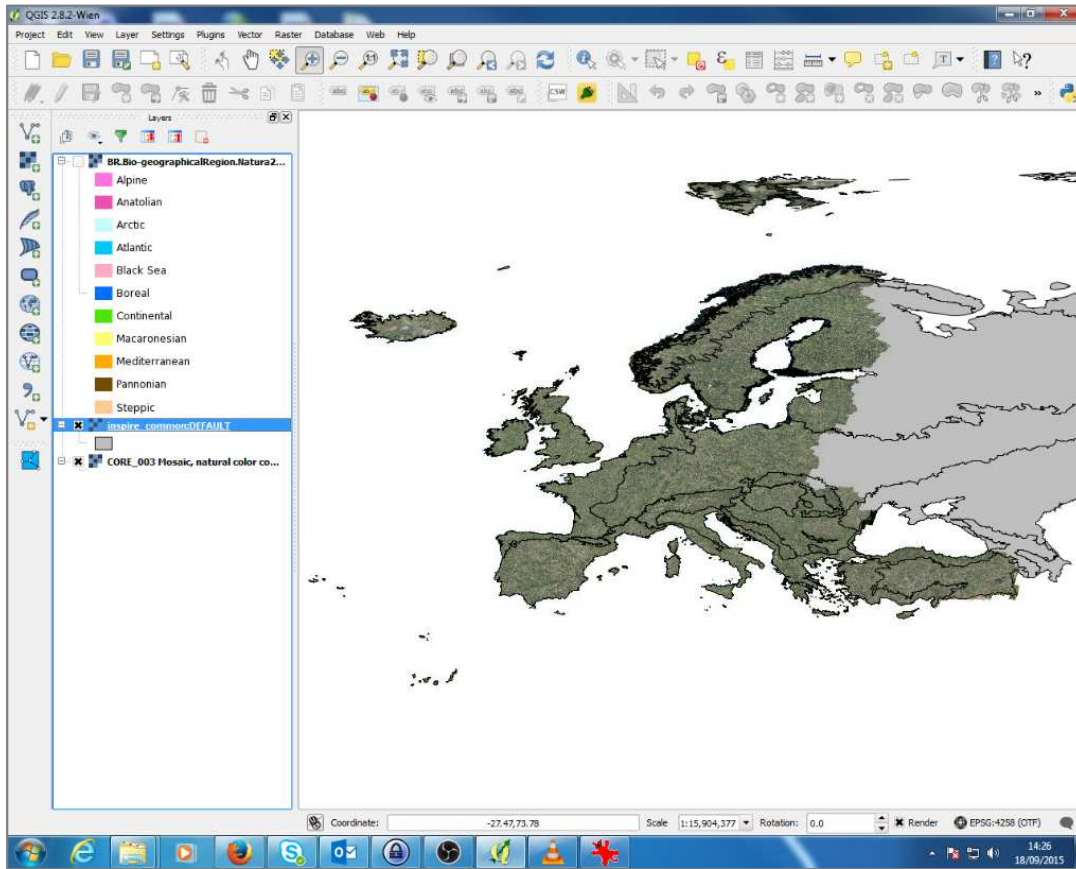 QGIS 2.8.2-Wien
Project Edit View Layer Settings Plugins Vector Raster Database Web Help
CSW
Layers
BR.Bio-geographicalRegion.Natura2...
Alpine
Anatolian
Arctic
Atlantic
Black Sea
Boreal
Continental
Macaronesian
Mediterranean
Pannonian
Steppic
inspire_common:DEFAULT
CORE_003 Mosaic, natural color co...
Coordinate: -27.47,73.78 Scale 1:15,904,377 Rotation: 0.0 Render EPSG:4258 (OTF)
14:26
18/09/2015